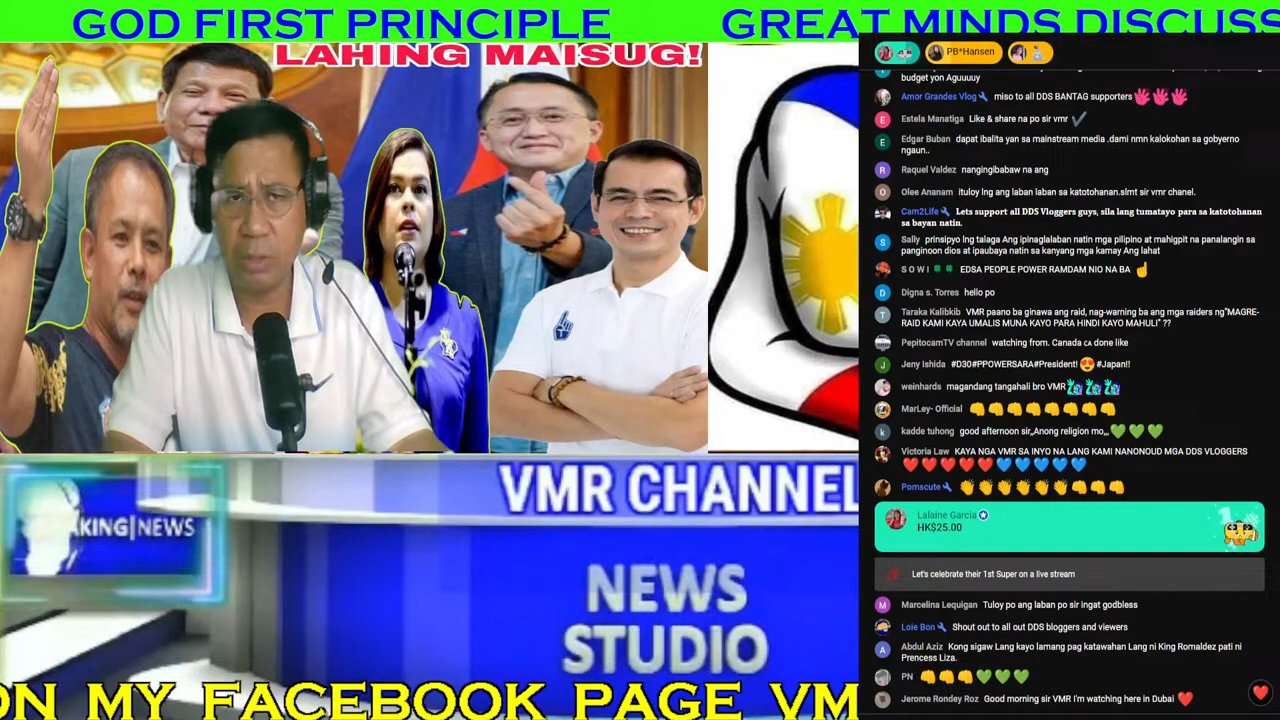 GOD FIRST PRINCIPLE
GREAT MINDS DISCUSS
LAHING MAISUG!
PB*Hansen
budget yon Aguuuuy
Amor Grandes Vlog miso to all DDS BANTAG supporters
E
Estela Manatiga Like & share na po sir vmr
E
Edgar Buban dapat ibalita yan sa mainstream media .dami nmn kalokohan sa gobyerno
ngaun..
R
Raquel Valdez nangingibabaw na ang
O
Olee Ananam ituloy lng ang laban laban sa katotohanan.slmt sir vmr chanel.
Cam2Life Lets support all DDS Vloggers guys, sila lang tumatayo para sa katotohanan
sa bayan natin.
S
Sally prinsipyo lng talaga Ang ipinaglalaban natin mga pilipino at mahigpit na panalangin sa
panginoon dios at ipaubaya natin sa kanyang mga kamay Ang lahat
S O W I EDSA PEOPLE POWER RAMDAM NIO NA BA
D
Digna s. Torres hello po
T
Taraka Kalibkib VMR paano ba ginawa ang raid, nag-warning ba ang mga raiders ng"MAGRE-
RAID KAMI KAYA UMALIS MUNA KAYO PARA HINDI KAYO MAHULI" ??
PepitocamTV channel watching from. Canada ca done like
J
Jeny Ishida #D30#PPOWERSARA#President! #Japan!!
weinhards magandang tanghali bro VMR
MarLey- Official
k
kadde tuhong good afternoon sir,,Anong religion mo,,,
Victoria Law KAYA NGA VMR SA INYO NA LANG KAMI NANONOUD MGA DDS VLOGGERS
Pomscute
Lalaine Garcia
HK$25.00
Let's celebrate their 1st Super on a live stream
M
Marcelina Lequigan Tuloy po ang laban po sir ingat godbless
Loie Bon Shout out to all out DDS bloggers and viewers
A
Abdul Aziz Kong sigaw Lang kayo lamang pag katawahan Lang ni King Romaldez pati ni
Prencess Liza.
PN
Jerome Rondey Roz Good morning sir VMR I'm watching here in Dubai
VMR CHANNEL
AKING|NEWS
NEWS
STUDIO
ON MY FACEBOOK PAGE VM